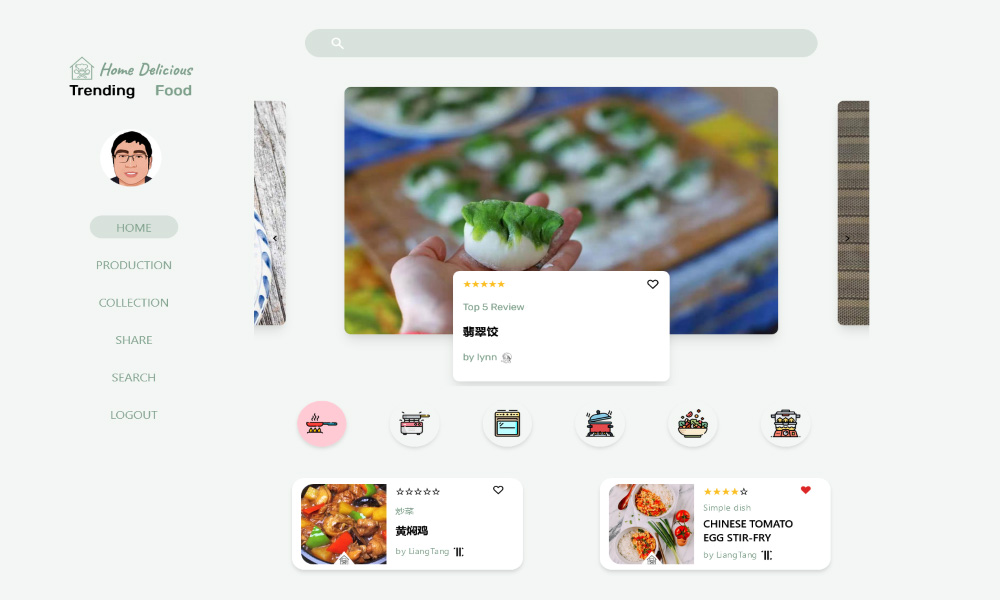 Home Delicious
Trending Food
HOME
PRODUCTION
COLLECTION
SHARE
SEARCH
LOGOUT
Top 5 Review
翡翠饺
by lynn
炒菜
黄焖鸡
by LiangTang
Simple dish
CHINESE TOMATO
EGG STIR-FRY
by LiangTang